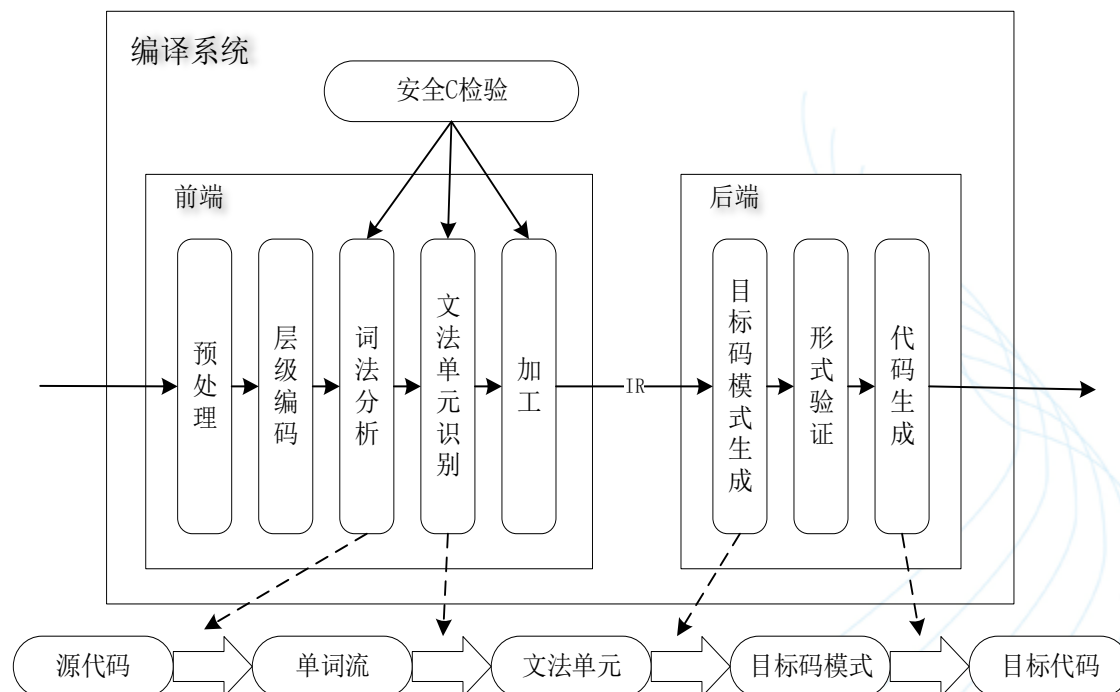 编译系统
安全C检验
前端
后端
预处理
层级编码
词法分析
文法单元识别
加工
IR
目标码模式生成
形式验证
代码生成
源代码
单词流
文法单元
目标码模式
目标代码